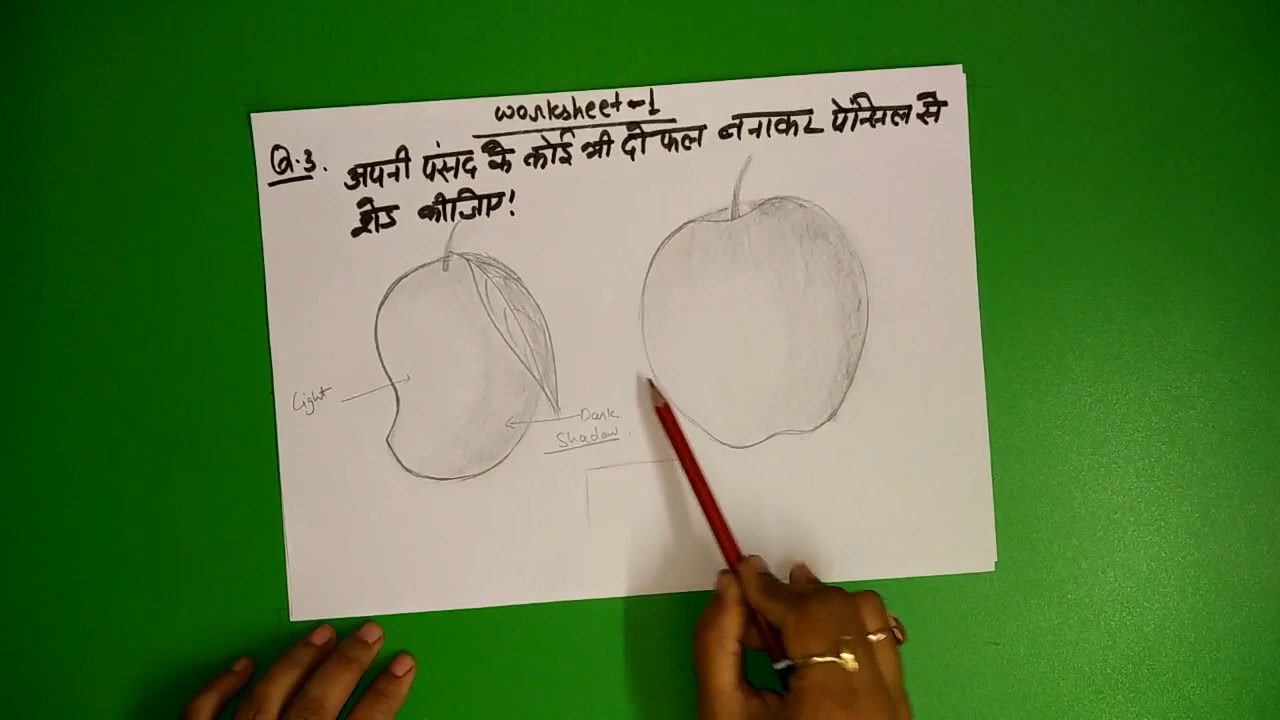 Worksheet-1
Q.3. अपनी पसंद के कोई भी दो फल बनाकर पेन्सिल से
शेड कीजिए!
Light
Dark
Shadow.